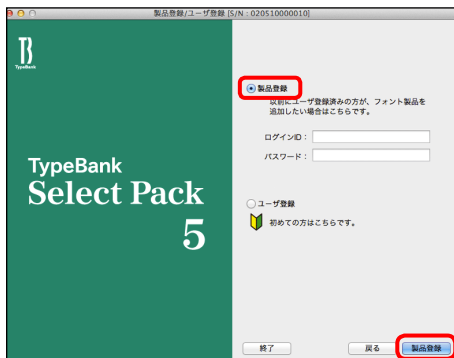 製品登録/ユーザ登録 [S/N : 020510000010]
TB
TypeBank
製品登録
以前にユーザ登録済みの方が、フォント製品を
追加したい場合はこちらです。
ログインID：
パスワード：
TypeBank
Select Pack
5
ユーザ登録
初めての方はこちらです。
終了
戻る
製品登録